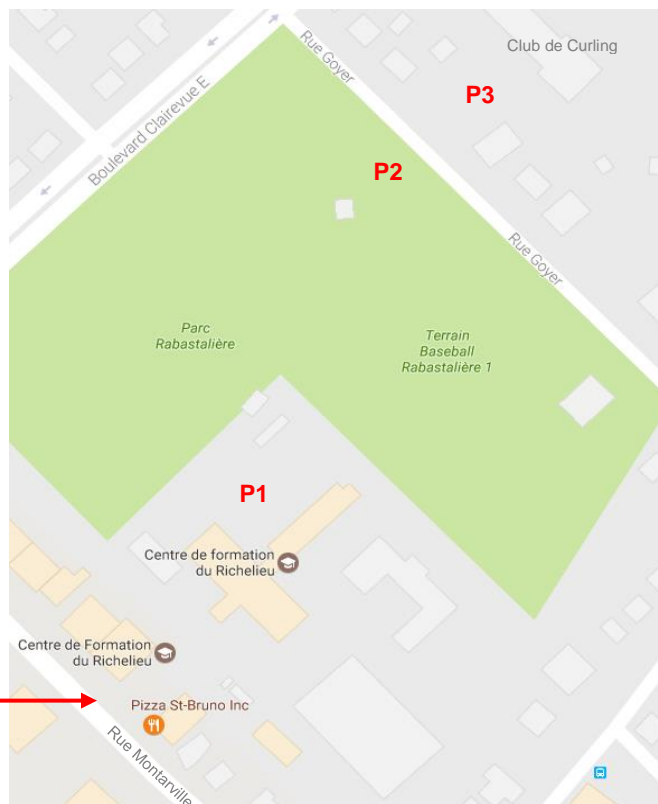 Club de Curling
Rue Goyer
P3
Boulevard Clairevue E
P2
Rue Goyer
Parc
Rabastalière
Terrain
Baseball
Rabastalière 1
P1
Centre de formation
du Richelieu
Centre de Formation
du Richelieu
Pizza St-Bruno Inc
Rue Montarville